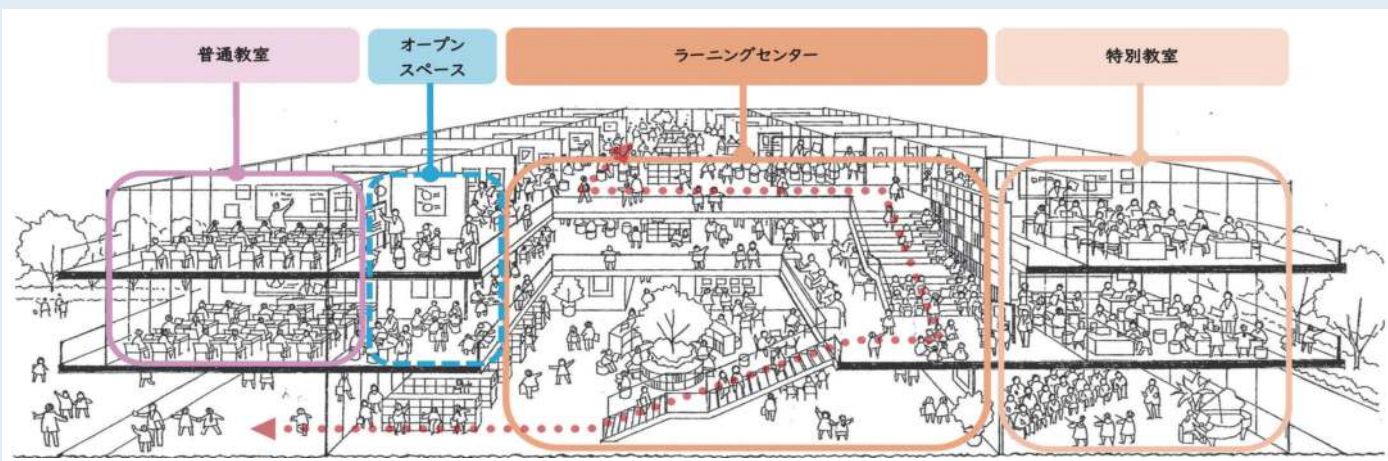 普通教室
オープン
スペース
ラーニングセンター
特別教室